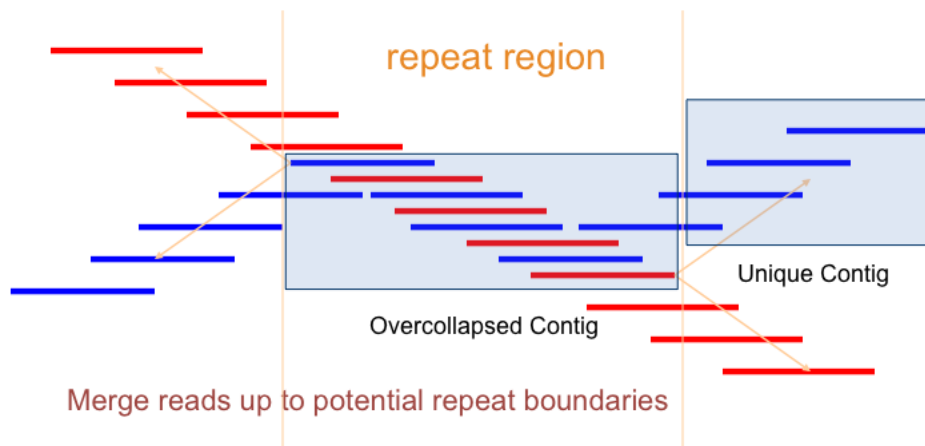 repeat region
Unique Contig
Overcollapsed Contig
Merge reads up to potential repeat boundaries